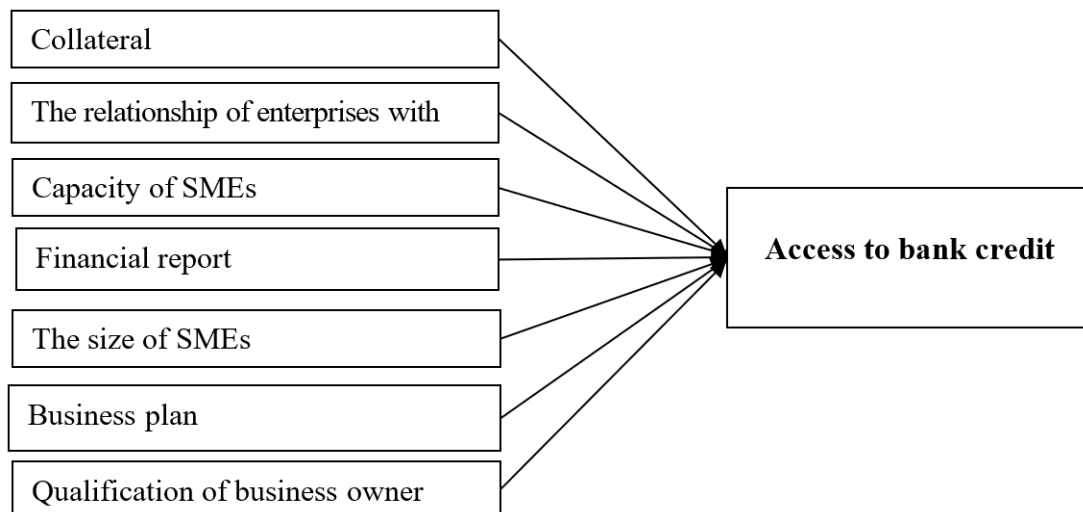 Collateral
The relationship of enterprises with
Capacity of SMEs
Financial report
The size of SMEs
Business plan
Qualification of business owner
Access to bank credit